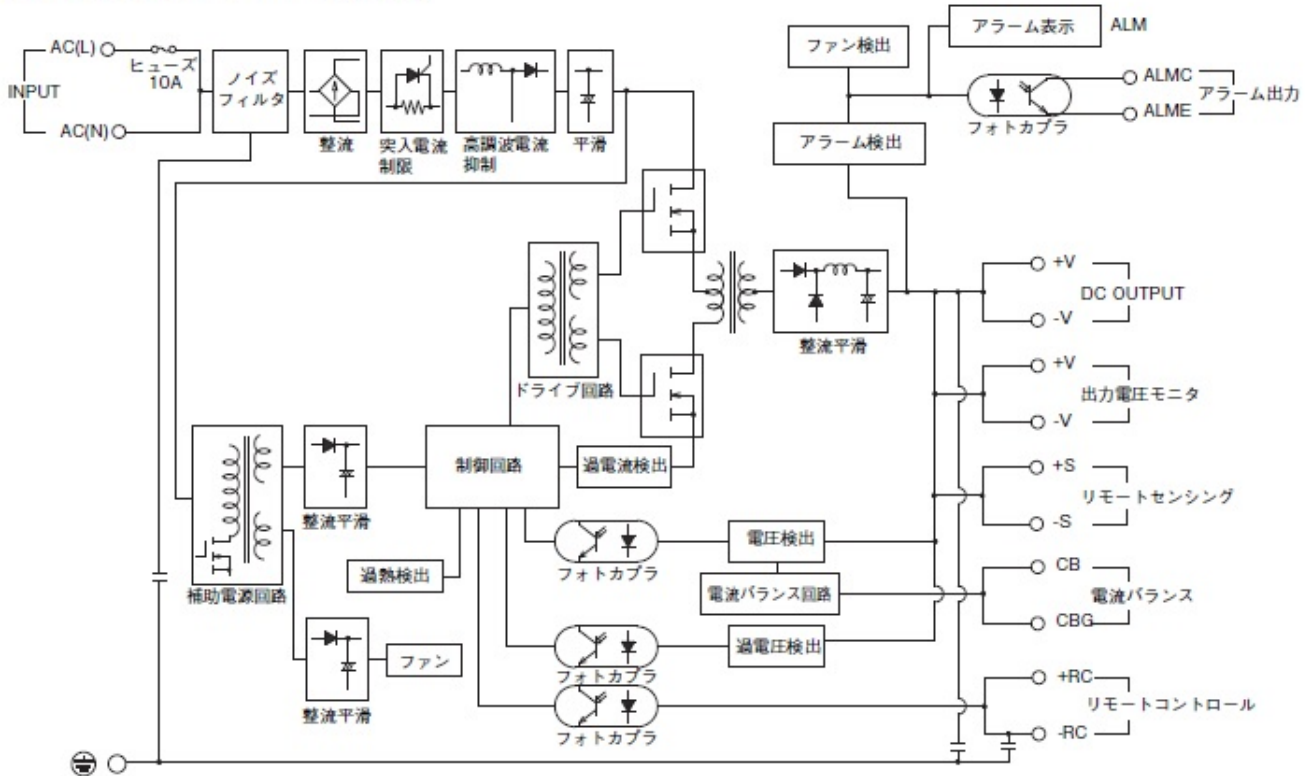 アラーム表示
ALM
ファン検出
AC(L)
ヒューズ
10A
INPUT
AC(N)
ノイズ
フィルタ
整流
突入電流
制限
高調波電流
抑制
平滑
ALMC
ALME
アラーム出力
フォトカプラ
アラーム検出
ドライブ回路
整流平滑
+V
-V
DC OUTPUT
+V
-V
出力電圧モニタ
制御回路
過電流検出
+S
-S
リモートセンシング
整流平滑
補助電源回路
過熱検出
フォトカプラ
電圧検出
電流バランス回路
CB
CBG
電流バランス
過電圧検出
フォトカプラ
ファン
整流平滑
フォトカプラ
+RC
-RC
リモートコントロール